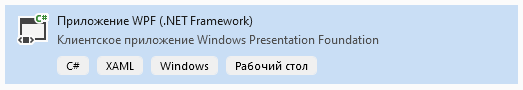 C#
Приложение WPF (.NET Framework)
Клиентское приложение Windows Presentation Foundation
C# XAML Windows Рабочий стол